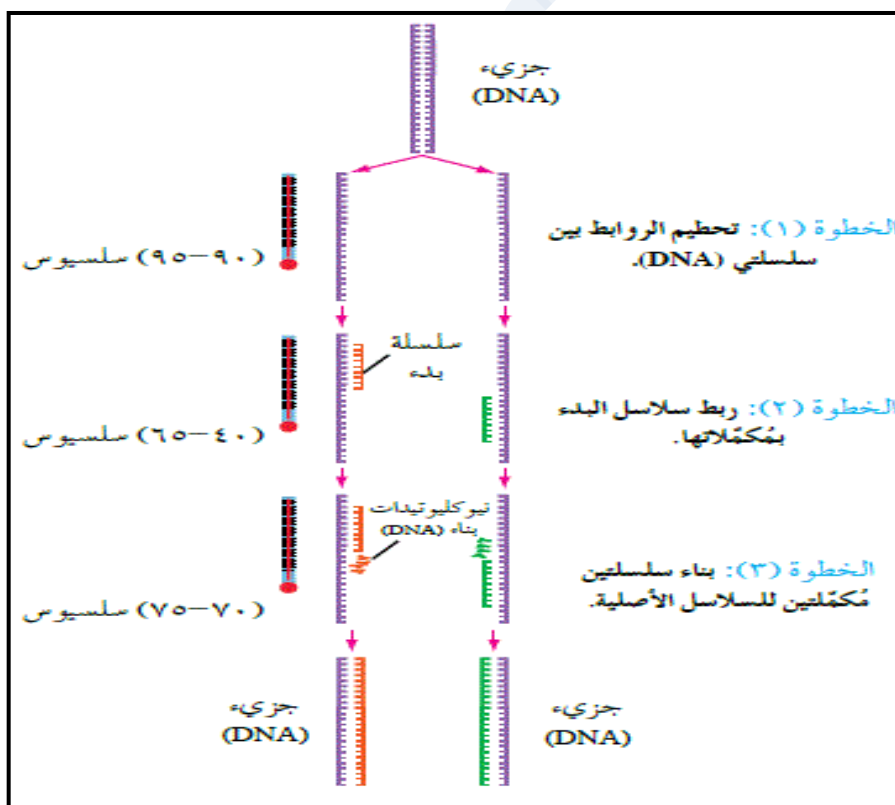 جزيء
(DNA)
الخطوة (١): تحطيم الروابط بين
سلسلتي (DNA).
(٩٠-٩٥) سلسيوس
سلسلة
بدء
الخطوة (٢): ربط سلاسل البدء
بمُكمّلاتها.
(٤٠-٦٥) سلسيوس
نيوكليوتيدات
بناء (DNA)
الخطوة (٣): بناء سلسلتين
مُكمّلتين للسلاسل الأصلية.
(٧٠-٧٥) سلسيوس
جزيء
(DNA)
جزيء
(DNA)